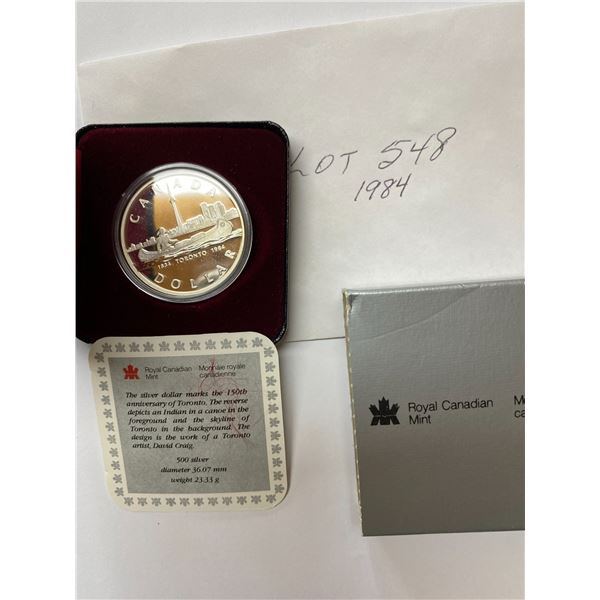 LOT 548
1984
CANADA
1834 TORONTO 1984
DOLLAR
Royal Canadian
Mint
Monnaie royale
canadienne
The silver dollar marks the 150th
anniversary of Toronto. The reverse
depicts an Indian in a canoe in the
foreground and the skyline of
Toronto in the background. The
design is the work of a Toronto
artist, David Craig.
500 silver
diameter 36.07 mm
weight 23.33 g
Royal Canadian
Mint
Mo
ca